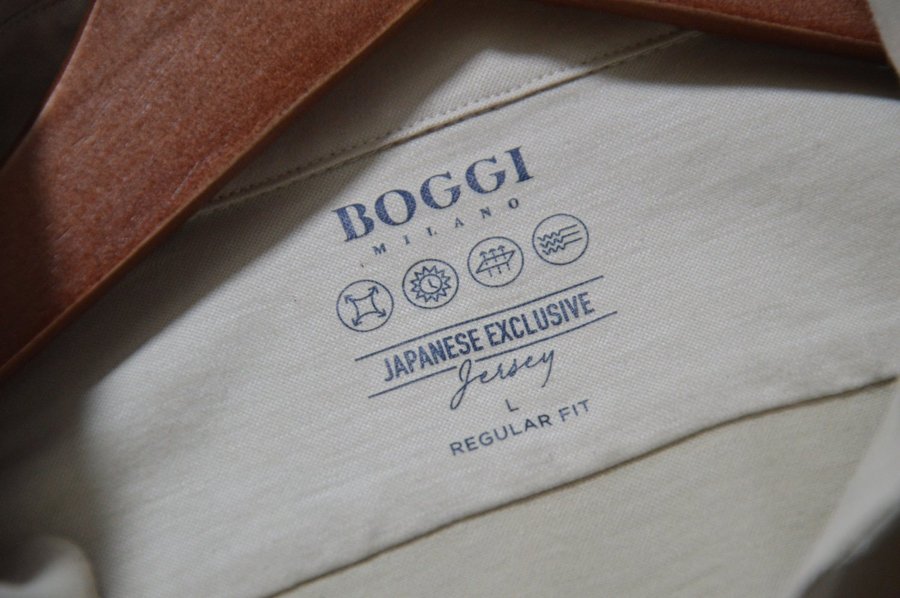 BOGGI
MILANO
JAPANESE EXCLUSIVE
Jersey
L
REGULAR FIT